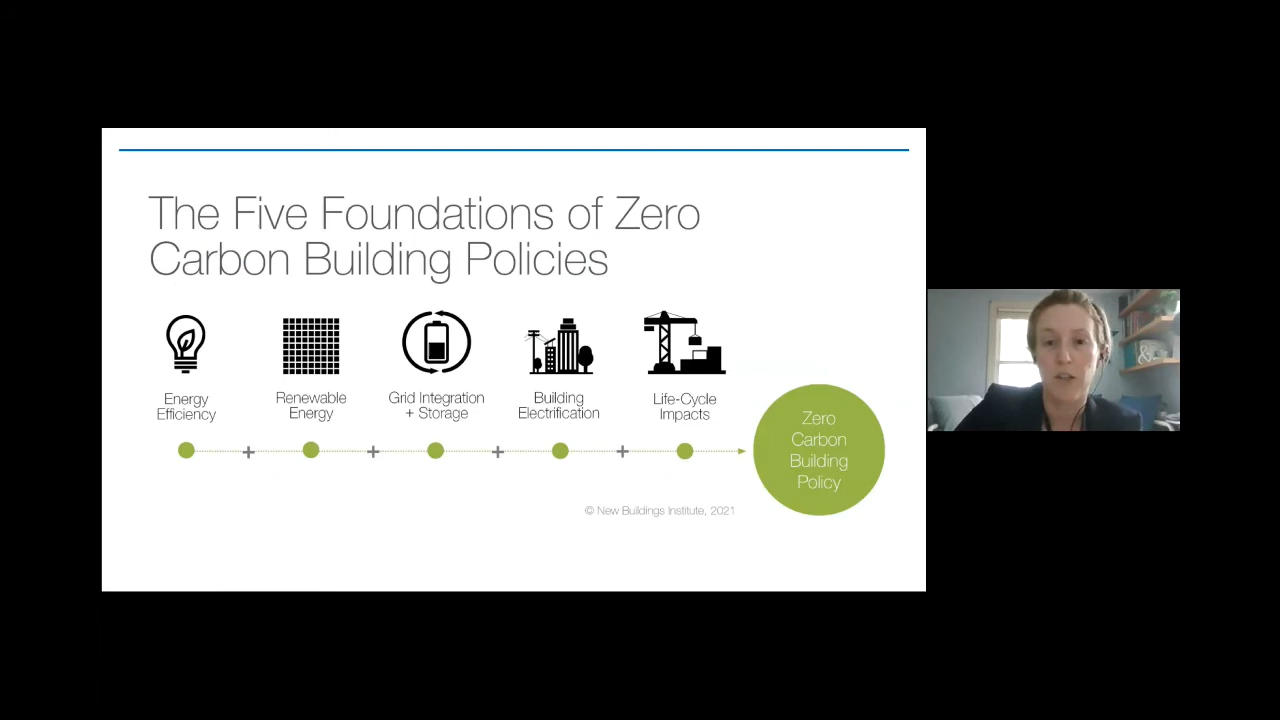 The Five Foundations of Zero
Carbon Building Policies
Energy
Efficiency
Renewable
Energy
Grid Integration
+ Storage
Building
Electrification
Life-Cycle
Impacts
+
+
+
+
Zero
Carbon
Building
Policy
© New Buildings Institute, 2021
&